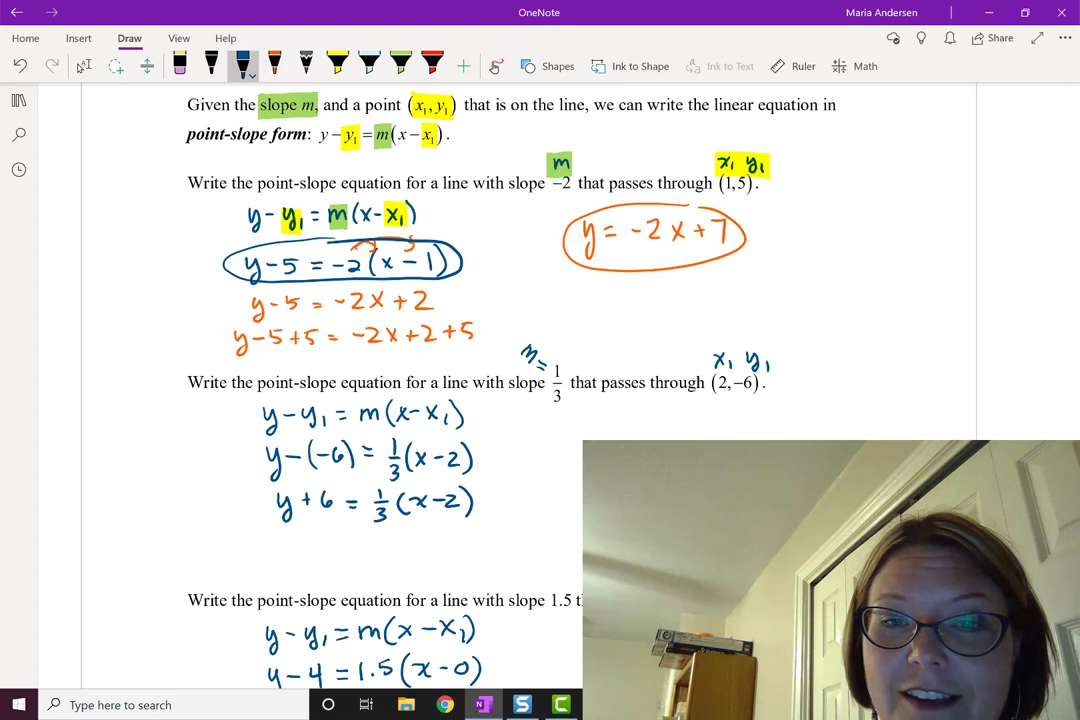 OneNote
Maria Andersen
Home Insert Draw View Help
Share
Shapes Ink to Shape Ink to Text Ruler Math
Given the slope m, and a point (x₁, y₁) that is on the line, we can write the linear equation in
point-slope form: y − y₁ = m(x − x₁).
m x₁ y₁
Write the point-slope equation for a line with slope −2 that passes through (1,5).
y − y₁ = m(x − x₁)
y = −2x + 7
y − 5 = −2(x − 1)
y − 5 = −2x + 2
y − 5 + 5 = −2x + 2 + 5
m = x₁ y₁
Write the point-slope equation for a line with slope 1/3 that passes through (2,−6).
y − y₁ = m(x − x₁)
y − (−6) = 1/3(x − 2)
y + 6 = 1/3(x − 2)
Write the point-slope equation for a line with slope 1.5 t
y − y₁ = m(x − x₁)
y − 4 = 1.5(x − 0)
Type here to search